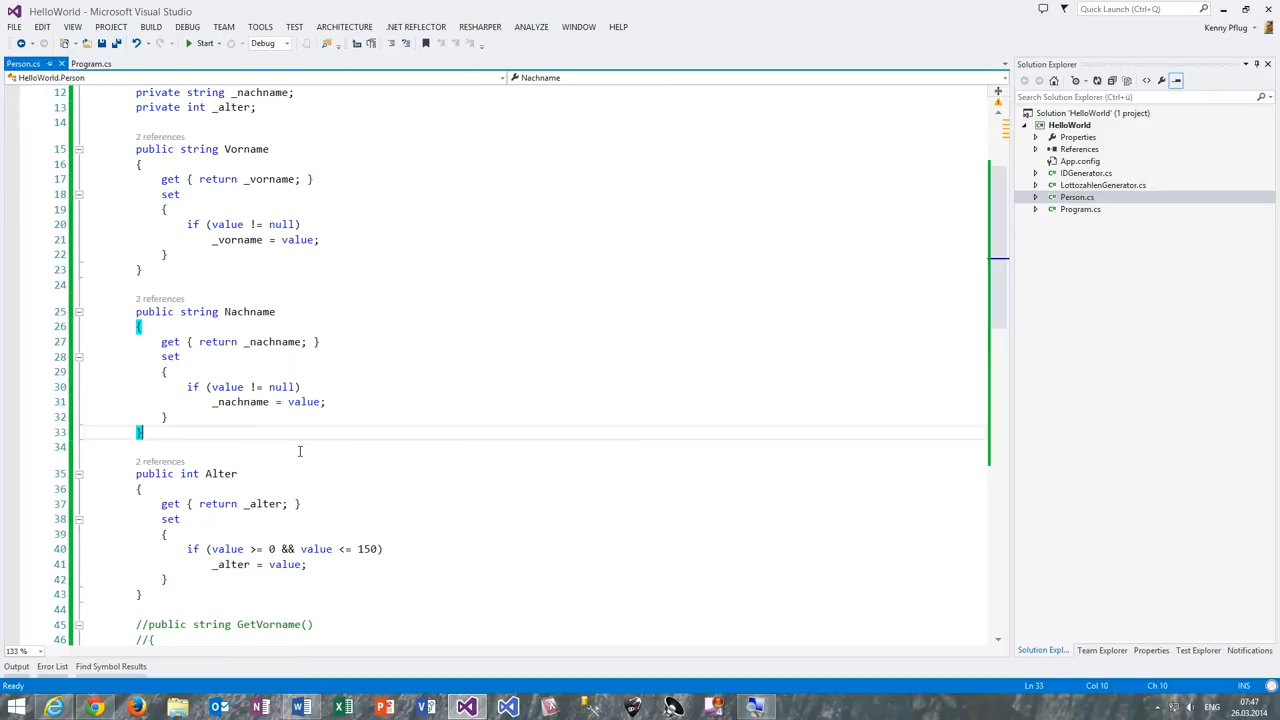 HelloWorld - Microsoft Visual Studio
Quick Launch (Ctrl+Q)
FILE EDIT VIEW PROJECT BUILD DEBUG TEAM TOOLS TEST ARCHITECTURE .NET REFLECTOR RESHARPER ANALYZE WINDOW HELP
Kenny Pflug
Start Debug
Person.cs Program.cs
HelloWorld.Person Nachname
12 private string _nachname;
13 private int _alter;
14
2 references
15 public string Vorname
16 {
17 get { return _vorname; }
18 set
19 {
20 if (value != null)
21 _vorname = value;
22 }
23 }
24
2 references
25 public string Nachname
26 {
27 get { return _nachname; }
28 set
29 {
30 if (value != null)
31 _nachname = value;
32 }
33 }
34
2 references
35 public int Alter
36 {
37 get { return _alter; }
38 set
39 {
40 if (value >= 0 && value <= 150)
41 _alter = value;
42 }
43 }
44
45 //public string GetVorname()
46 //{
133 %
Solution Explorer
Search Solution Explorer (Ctrl+ü)
Solution 'HelloWorld' (1 project)
HelloWorld
Properties
References
App.config
IDGenerator.cs
LottozahlenGenerator.cs
Person.cs
Program.cs
Solution Expl... Team Explorer Properties Test Explorer Notifications
Output Error List Find Symbol Results
Ready Ln 33 Col 10 Ch 10 INS
07:47
26.03.2014